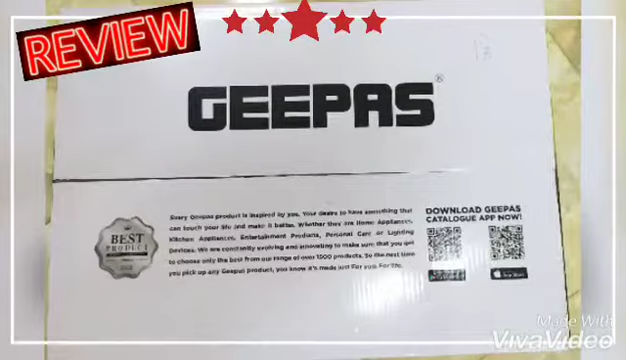 REVIEW
GEEPAS®
Every Geepas product is inspired by you. Your desire to have something that
can touch your life and make it better. Whether they are Home Appliances,
Kitchen Appliances, Entertainment Products, Personal Care or Lighting
Devices. We are constantly evolving and innovating to make sure that you get
to choose only the best from our range of over 1500 products. So the next time
you pick up any Geepas product, you know it's made just For you. For life.
BEST
PRODUCT
DOWNLOAD GEEPAS
CATALOGUE APP NOW!
App Store
Made With
VivaVideo